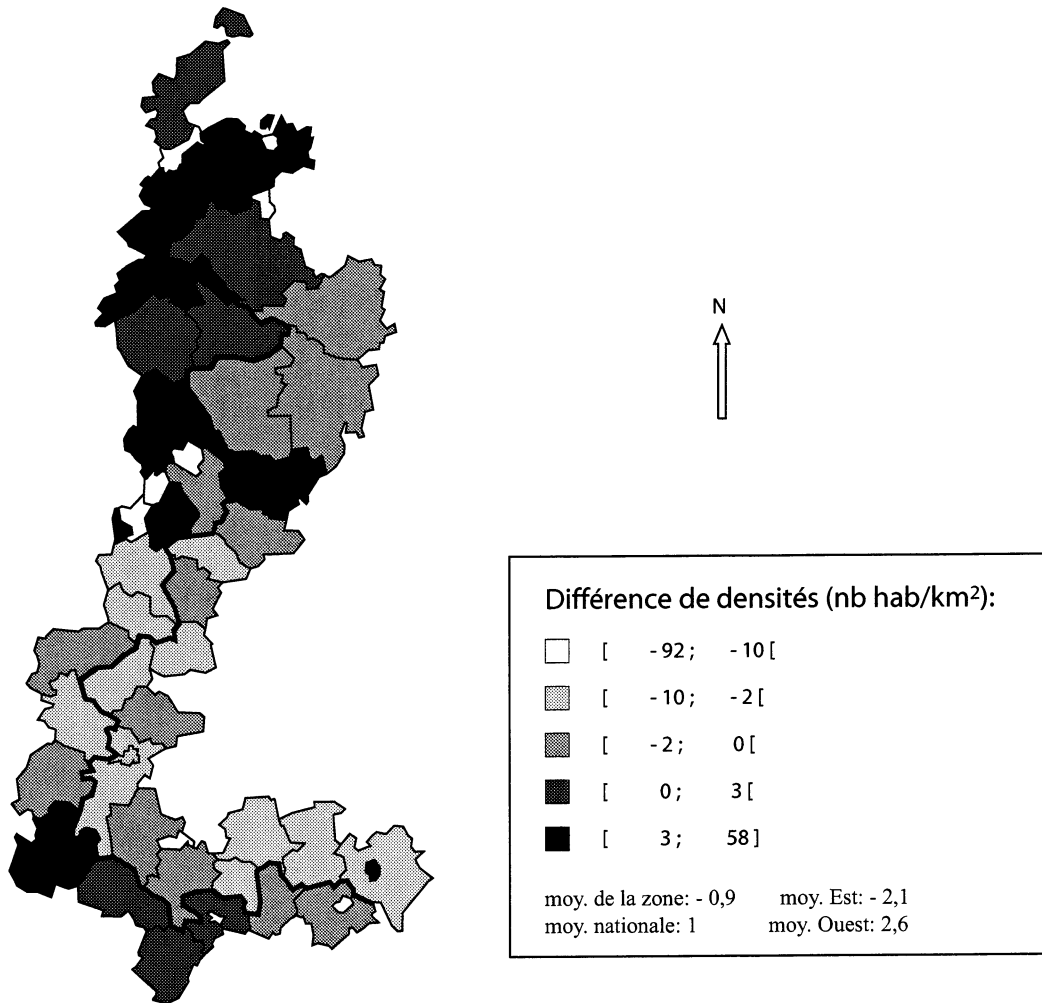 N
Différence de densités (nb hab/km²):
[ -92 ; -10 [
[ -10 ; -2 [
[ -2 ; 0 [
[ 0 ; 3 [
[ 3 ; 58 ]
moy. de la zone: - 0,9 moy. Est: - 2,1
moy. nationale: 1 moy. Ouest: 2,6